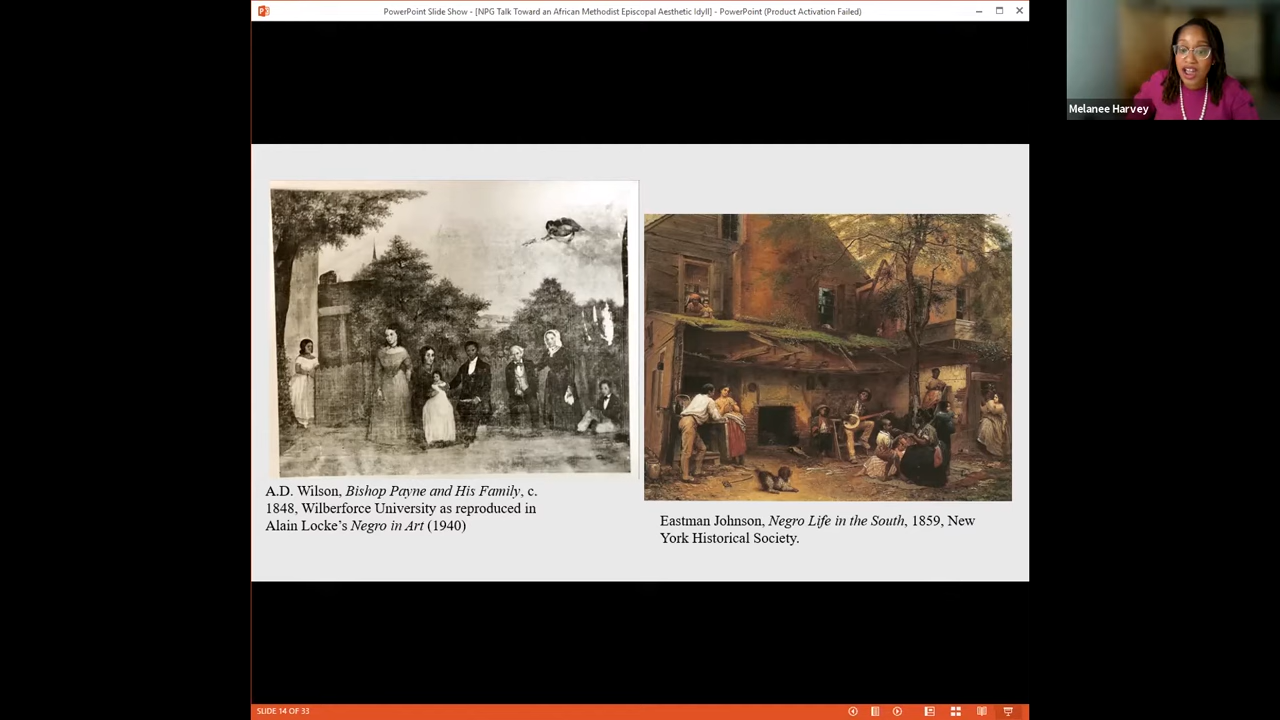 PowerPoint Slide Show - [NPG Talk Toward an African Methodist Episcopal Aesthetic Idyll] - PowerPoint (Product Activation Failed)
Melanee Harvey
A.D. Wilson, Bishop Payne and His Family, c.
1848, Wilberforce University as reproduced in
Alain Locke's Negro in Art (1940)
Eastman Johnson, Negro Life in the South, 1859, New
York Historical Society.
SLIDE 14 OF 33